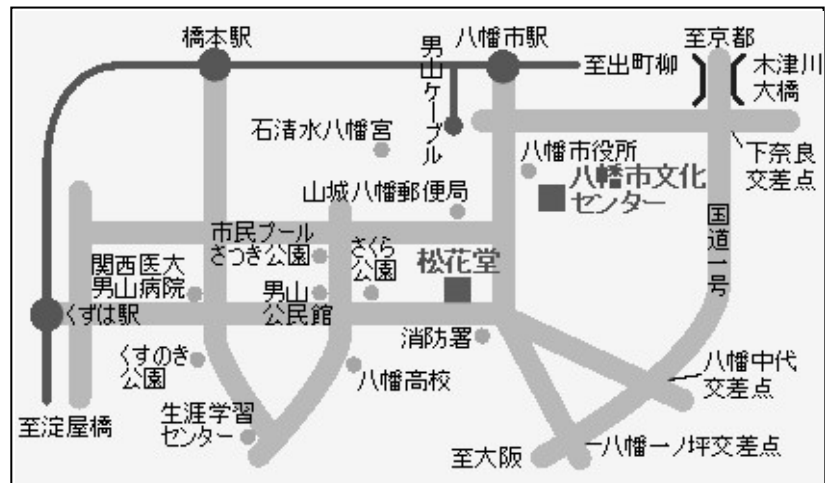 橋本駅
八幡市駅
至京都
男山ケーブル
至出町柳
木津川
大橋
石清水八幡宮
八幡市役所
下奈良
交差点
八幡市文化
センター
山城八幡郵便局
国道一号
市民プール
さつき公園
さくら
公園
松花堂
関西医大
男山病院
男山
公民館
くずは駅
消防署
くすのき
公園
八幡高校
八幡中代
交差点
生涯学習
センター
至淀屋橋
至大阪
八幡一ノ坪交差点